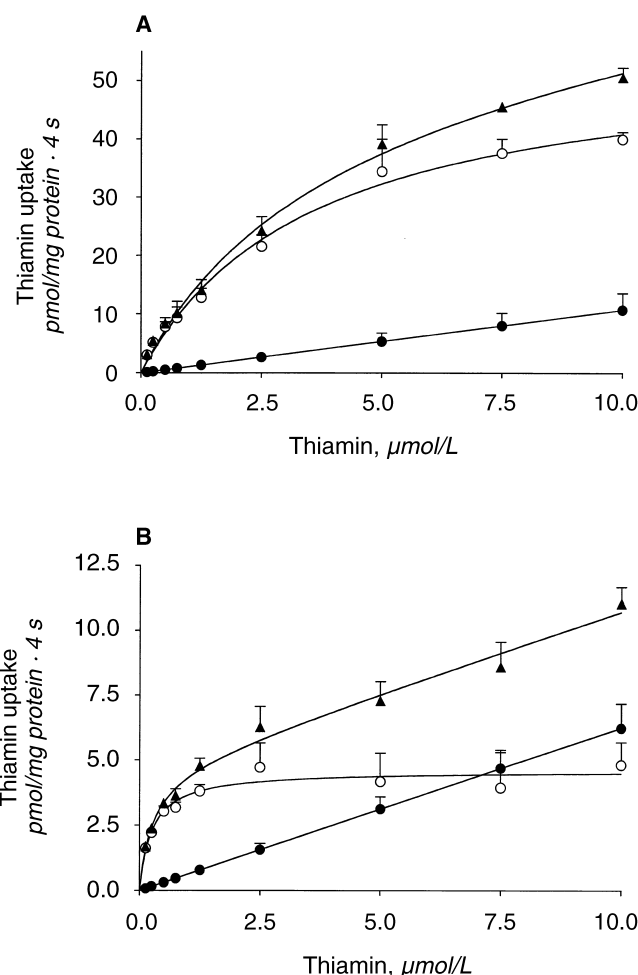 A
Thiamin uptake
pmol/mg protein · 4 s
50
40
30
20
10
0
0.0 2.5 5.0 7.5 10.0
Thiamin, µmol/L
B
Thiamin uptake
pmol/mg protein · 4 s
12.5
10.0
7.5
5.0
2.5
0.0
0.0 2.5 5.0 7.5 10.0
Thiamin, µmol/L